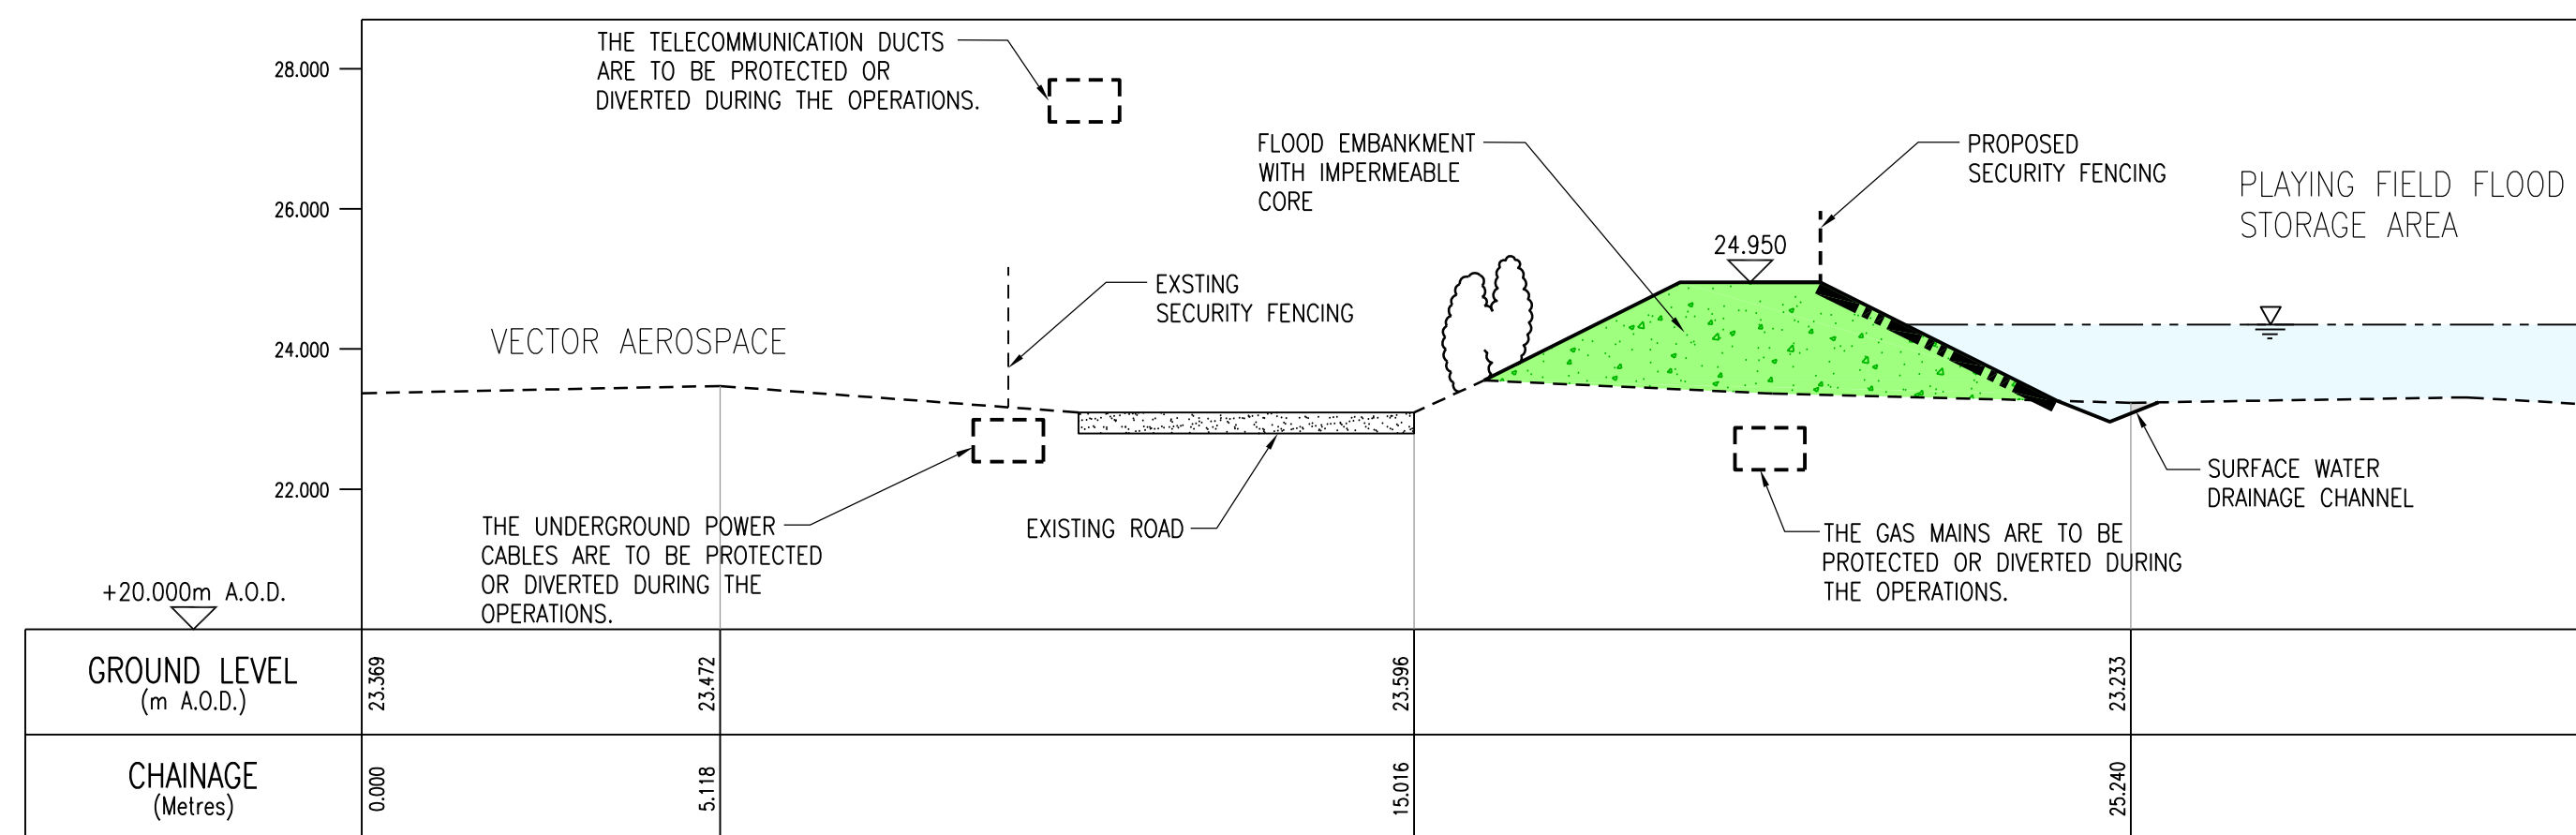 THE TELECOMMUNICATION DUCTS
ARE TO BE PROTECTED OR
DIVERTED DURING THE OPERATIONS.
28.000
FLOOD EMBANKMENT
WITH IMPERMEABLE
CORE
PROPOSED
SECURITY FENCING
PLAYING FIELD FLOOD
STORAGE AREA
26.000
24.950
EXSTING
SECURITY FENCING
VECTOR AEROSPACE
24.000
22.000
SURFACE WATER
DRAINAGE CHANNEL
THE UNDERGROUND POWER
CABLES ARE TO BE PROTECTED
OR DIVERTED DURING THE
OPERATIONS.
EXISTING ROAD
THE GAS MAINS ARE TO BE
PROTECTED OR DIVERTED DURING
THE OPERATIONS.
+20.000m A.O.D.
GROUND LEVEL
(m A.O.D.)
23.369
23.472
23.596
23.233
CHAINAGE
(Metres)
0.000
5.118
15.016
25.240